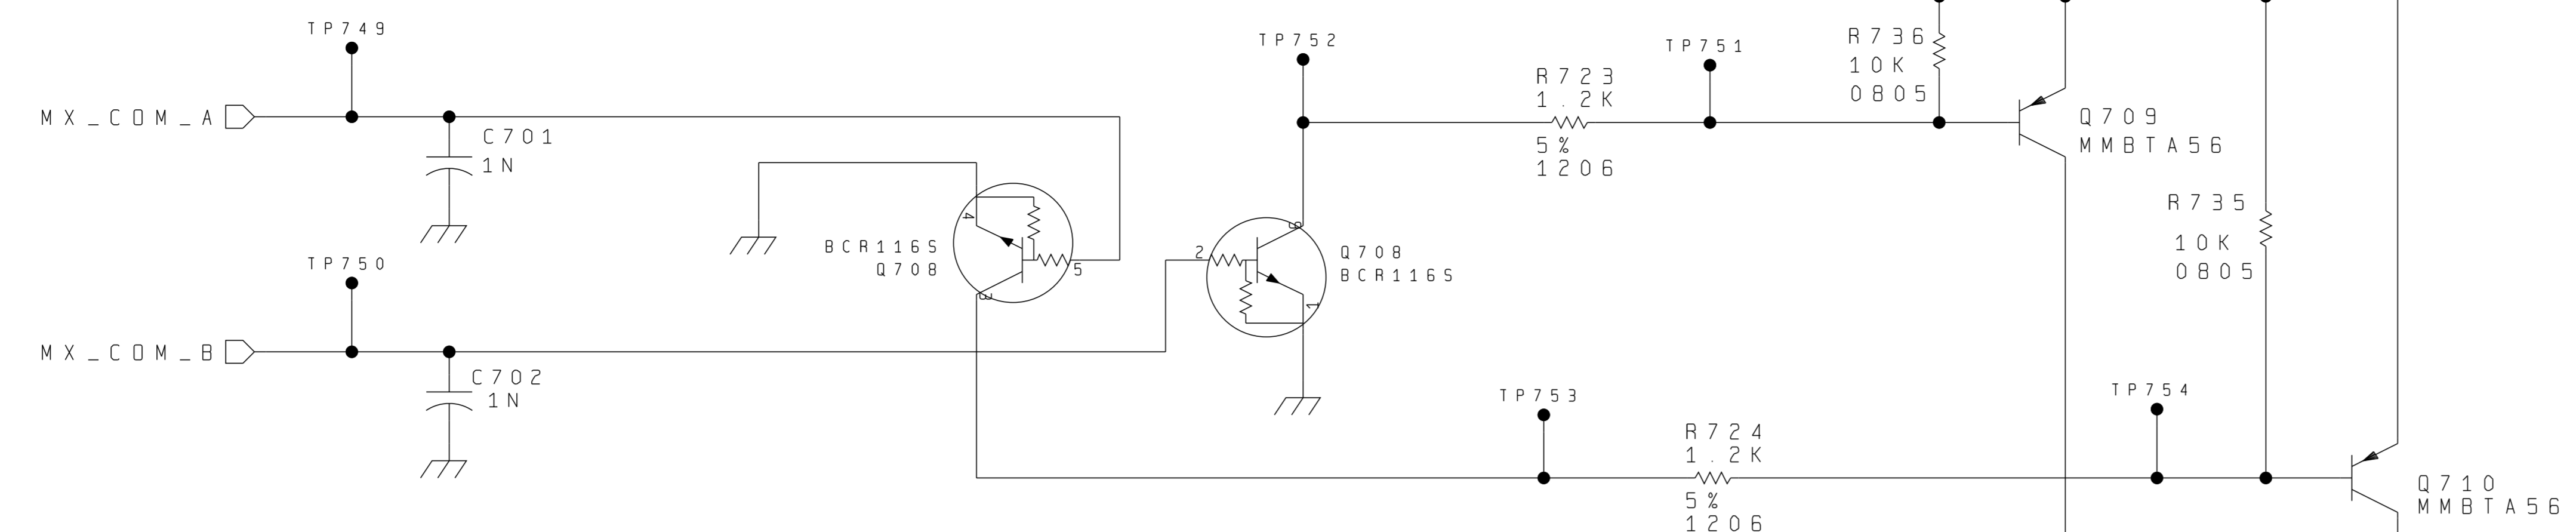 TP749
MX_COM_A
C701
1N
TP750
MX_COM_B
C702
1N
BCR116S
Q708
4
5
3
TP752
2
6
1
Q708
BCR116S
R723
1.2K
5%
1206
TP751
R736
10K
0805
Q709
MMBTA56
R735
10K
0805
TP753
R724
1.2K
5%
1206
TP754
Q710
MMBTA56